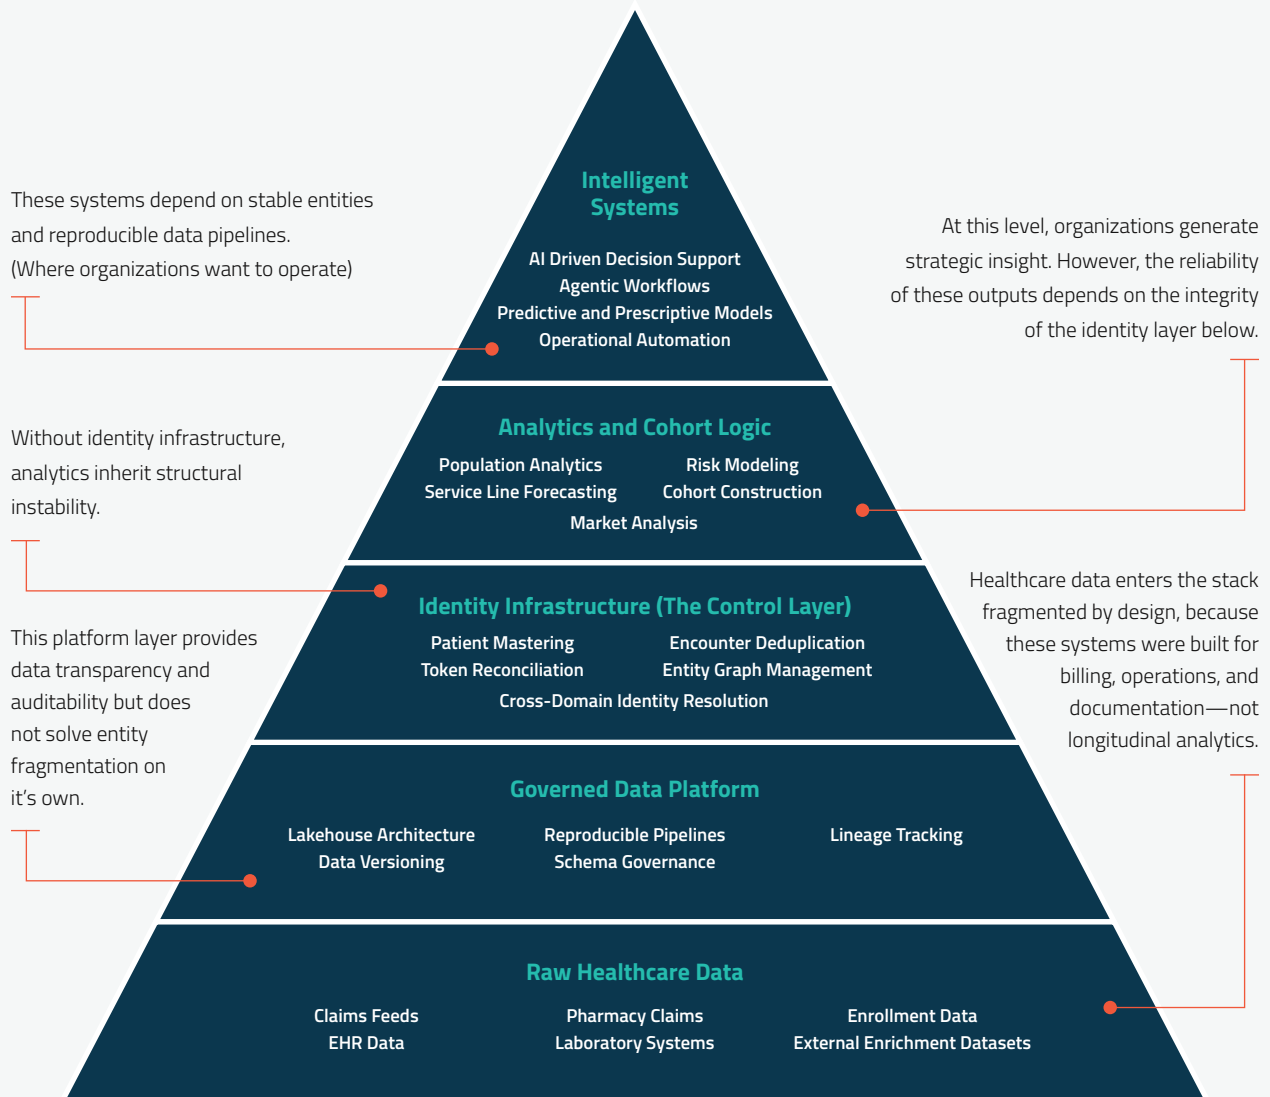 Intelligent
Systems
AI Driven Decision Support
Agentic Workflows
Predictive and Prescriptive Models
Operational Automation
These systems depend on stable entities
and reproducible data pipelines.
(Where organizations want to operate)
At this level, organizations generate
strategic insight. However, the reliability
of these outputs depends on the integrity
of the identity layer below.
Analytics and Cohort Logic
Population Analytics
Service Line Forecasting
Risk Modeling
Cohort Construction
Market Analysis
Without identity infrastructure,
analytics inherit structural
instability.
Identity Infrastructure (The Control Layer)
Patient Mastering
Token Reconciliation
Encounter Deduplication
Entity Graph Management
Cross-Domain Identity Resolution
Healthcare data enters the stack
fragmented by design, because
these systems were built for
billing, operations, and
documentation—not
longitudinal analytics.
This platform layer provides
data transparency and
auditability but does
not solve entity
fragmentation on
it’s own.
Governed Data Platform
Lakehouse Architecture
Data Versioning
Reproducible Pipelines
Schema Governance
Lineage Tracking
Raw Healthcare Data
Claims Feeds
EHR Data
Pharmacy Claims
Laboratory Systems
Enrollment Data
External Enrichment Datasets